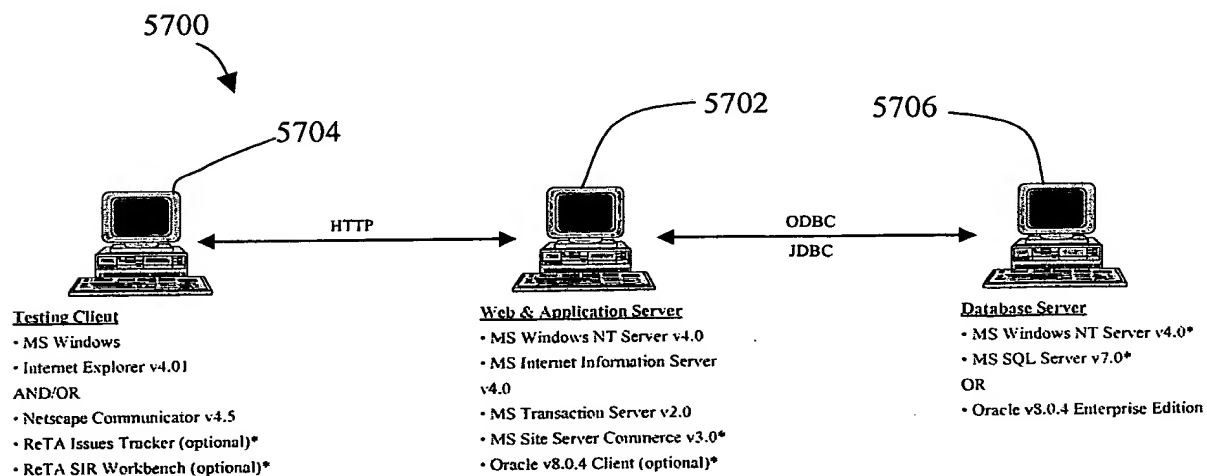 5700
5704
5702
5706
HTTP
ODBC
JDBC
Testing Client
• MS Windows
• Internet Explorer v4.01
AND/OR
• Netscape Communicator v4.5
• ReTA Issues Tracker (optional)*
• ReTA SIR Workbench (optional)*
Web & Application Server
• MS Windows NT Server v4.0
• MS Internet Information Server
v4.0
• MS Transaction Server v2.0
• MS Site Server Commerce v3.0*
• Oracle v8.0.4 Client (optional)*
Database Server
• MS Windows NT Server v4.0*
• MS SQL Server v7.0*
OR
• Oracle v8.0.4 Enterprise Edition